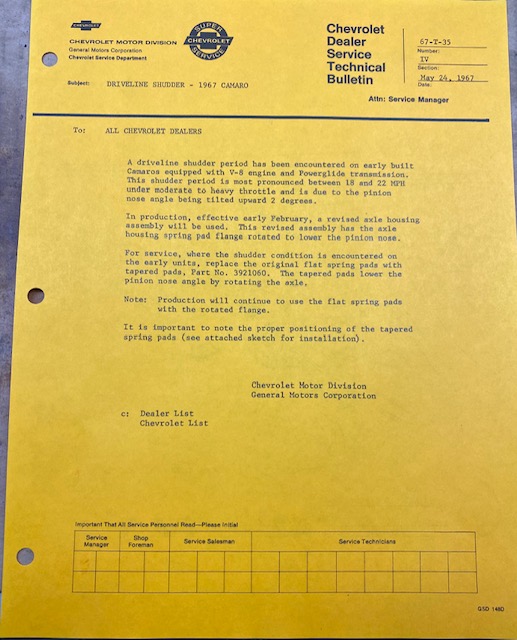 CHEVROLET
CHEVROLET MOTOR DIVISION
General Motors Corporation
Chevrolet Service Department
SUPER
CHEVROLET
SERVICE
Chevrolet
Dealer
Service
Technical
Bulletin
67-T-35
Number:
IV
Section:
May 24, 1967
Date:
Subject: DRIVELINE SHUDDER - 1967 CAMARO
Attn: Service Manager
To: ALL CHEVROLET DEALERS
A driveline shudder period has been encountered on early built
Camaros equipped with V-8 engine and Powerglide transmission.
This shudder period is most pronounced between 18 and 22 MPH
under moderate to heavy throttle and is due to the pinion
nose angle being tilted upward 2 degrees.
In production, effective early February, a revised axle housing
assembly will be used. This revised assembly has the axle
housing spring pad flange rotated to lower the pinion nose.
For service, where the shudder condition is encountered on
the early units, replace the original flat spring pads with
tapered pads, Part No. 3921060. The tapered pads lower the
pinion nose angle by rotating the axle.
Note: Production will continue to use the flat spring pads
with the rotated flange.
It is important to note the proper positioning of the tapered
spring pads (see attached sketch for installation).
Chevrolet Motor Division
General Motors Corporation
c: Dealer List
Chevrolet List
Important That All Service Personnel Read—Please Initial
Service Manager
Shop Foreman
Service Salesman
Service Technicians
GSD 1480